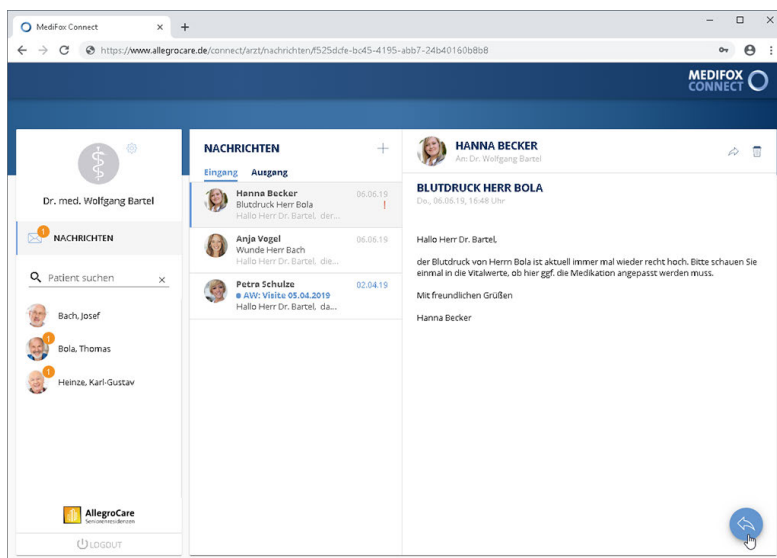 MediFox Connect
https://www.allegrocare.de/connect/arzt/nachrichten/f525dcfe-bc45-4195-abb7-24b40160b8b8
MEDIFOX
CONNECT
Dr. med. Wolfgang Bartel
1
NACHRICHTEN
Patient suchen
Bach, Josef
1
Bola, Thomas
1
Heinze, Karl-Gustav
AllegroCare
Seniorenresidenzen
LOGOUT
NACHRICHTEN
Eingang Ausgang
Hanna Becker 06.06.19
Blutdruck Herr Bola !
Hallo Herr Dr. Bartel, der...
Anja Vogel 06.06.19
Wunde Herr Bach
Hallo Herr Dr. Bartel, die...
Petra Schulze 02.04.19
AW: Visite 05.04.2019
Hallo Herr Dr. Bartel, da...
HANNA BECKER
An: Dr. Wolfgang Bartel
BLUTDRUCK HERR BOLA
Do., 06.06.19, 16:48 Uhr
Hallo Herr Dr. Bartel,
der Blutdruck von Herrn Bola ist aktuell immer mal wieder recht hoch. Bitte schauen Sie
einmal in die Vitalwerte, ob hier ggf. die Medikation angepasst werden muss.
Mit freundlichen Grüßen
Hanna Becker